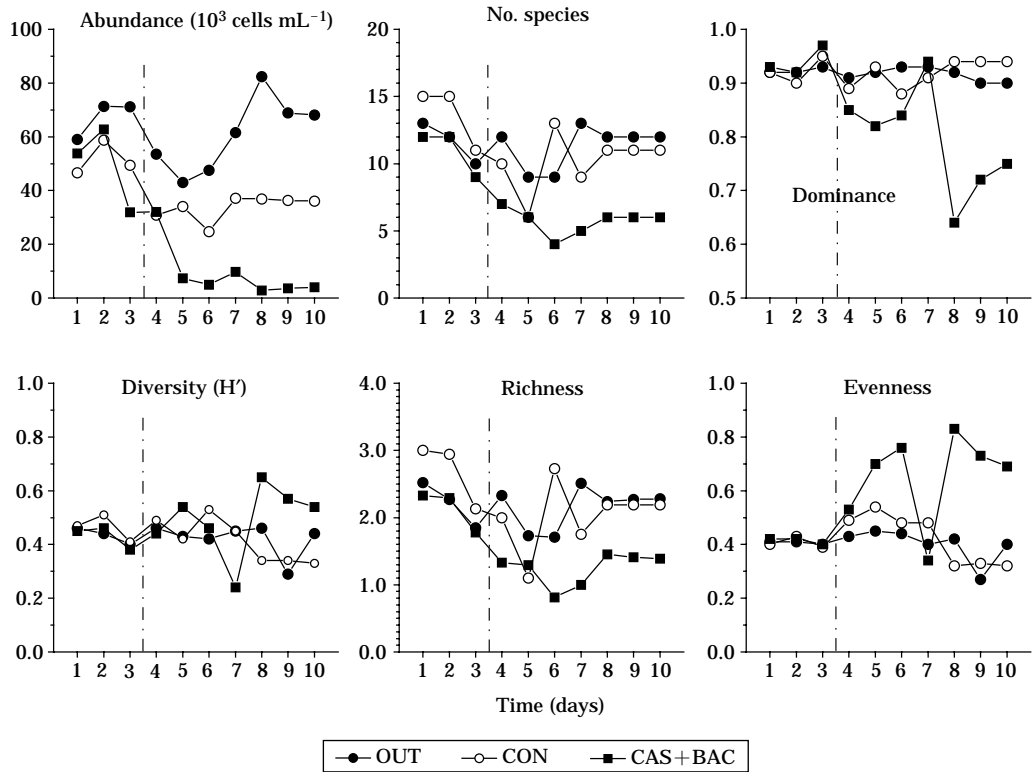 Abundance (10³ cells mL⁻¹)
100
80
60
40
20
0
1 2 3 4 5 6 7 8 9 10
No. species
20
15
10
5
0
1 2 3 4 5 6 7 8 9 10
Dominance
1.0
0.9
0.8
0.7
0.6
0.5
1 2 3 4 5 6 7 8 9 10
Diversity (H′)
1.0
0.8
0.6
0.4
0.2
0.0
1 2 3 4 5 6 7 8 9 10
Richness
4.0
3.0
2.0
1.0
0.0
1 2 3 4 5 6 7 8 9 10
Evenness
1.0
0.8
0.6
0.4
0.2
0.0
1 2 3 4 5 6 7 8 9 10
Time (days)
OUT CON CAS+BAC